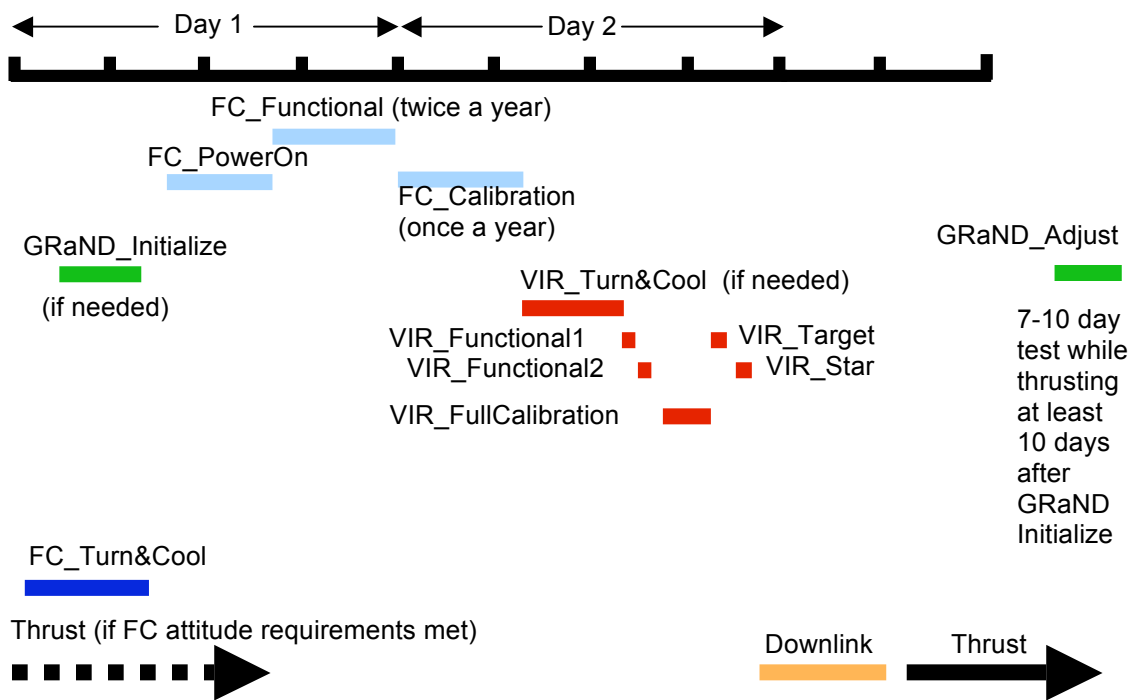 Day 1
Day 2
FC_Functional (twice a year)
FC_PowerOn
FC_Calibration
(once a year)
GRaND_Initialize
(if needed)
GRaND_Adjust
7-10 day
test while
thrusting
at least
10 days
after
GRaND
Initialize
VIR_Turn&Cool (if needed)
VIR_Functional1
VIR_Target
VIR_Functional2
VIR_Star
VIR_FullCalibration
FC_Turn&Cool
Thrust (if FC attitude requirements met)
Downlink
Thrust